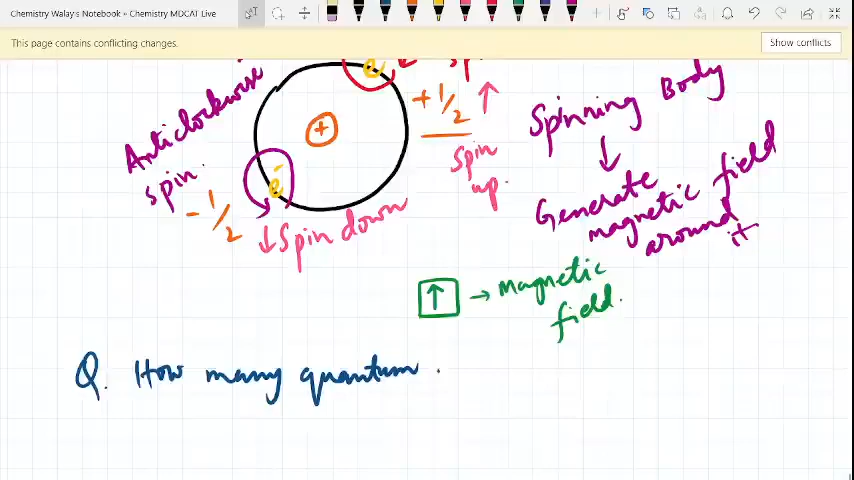 Chemistry Walay's Notebook » Chemistry MDCAT Live
This page contains conflicting changes.
Show conflicts
Anticlockwise
spin.
e
+
e-
+1/2
-1/2
↑
Spin
up.
↓Spin down
Spinning Body
↓
Generate
magnetic field
around
it
↑ → magnetic
field.
Q. How many quantum